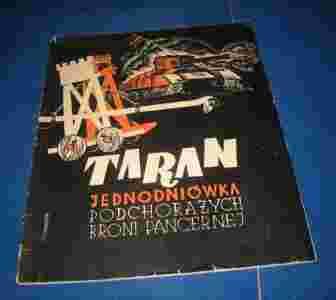 TARAN
JEDNODNIÓWKA
PODCHORĄŻYCH
BRONI PANCERNEJ